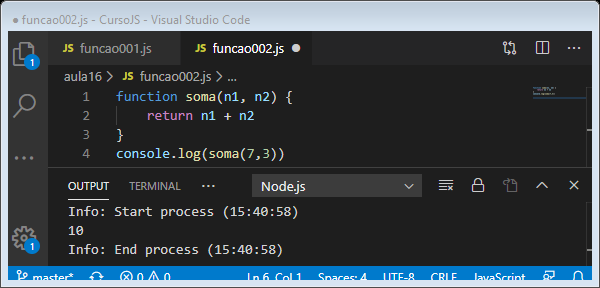 ● funcao002.js - CursoJS - Visual Studio Code
JS funcao001.js JS funcao002.js ●
aula16 > JS funcao002.js > ...
1 function soma(n1, n2) {
2 return n1 + n2
3 }
4 console.log(soma(7,3))
OUTPUT TERMINAL ... Node.js
Info: Start process (15:40:58)
10
Info: End process (15:40:58)
master* 0 0 Ln 6, Col 1 Spaces: 4 UTF-8 CRLF JavaScript
1
1